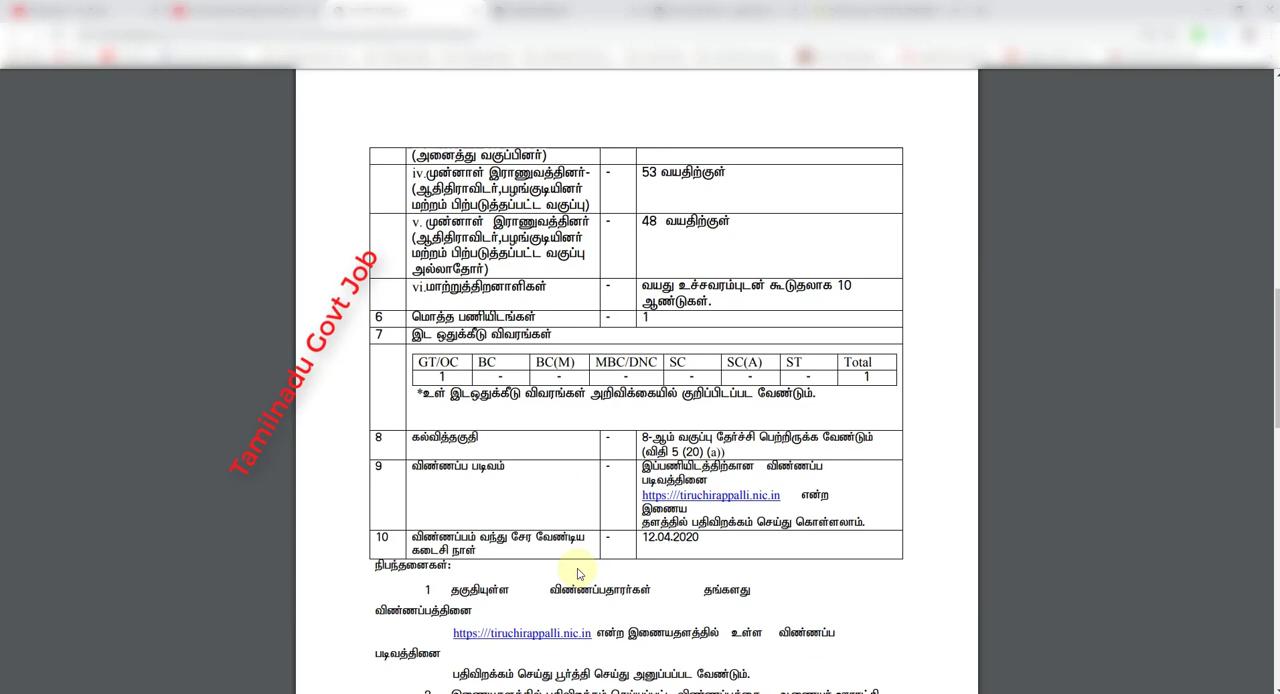 (அனைத்து வகுப்பினர்)
iv.முன்னாள் இராணுவத்தினர்- - 53 வயதிற்குள்
(ஆதிதிராவிடர்,பழங்குடியினர்
மற்றம் பிற்படுத்தப்பட்ட வகுப்பு)
v. முன்னாள் இராணுவத்தினர் - 48 வயதிற்குள்
(ஆதிதிராவிடர்,பழங்குடியினர்
மற்றம் பிற்படுத்தப்பட்ட வகுப்பு
அல்லாதோர்)
vi.மாற்றுத்திறனாளிகள் - வயது உச்சவரம்புடன் கூடுதலாக 10
ஆண்டுகள்.
6 மொத்த பணியிடங்கள் - 1
7 இட ஒதுக்கீடு விவரங்கள்
GT/OC BC BC(M) MBC/DNC SC SC(A) ST Total
1 - - - - - - 1
*உள் இடஒதுக்கீடு விவரங்கள் அறிவிக்கையில் குறிப்பிடப்பட வேண்டும்.
8 கல்வித்தகுதி - 8-ஆம் வகுப்பு தேர்ச்சி பெற்றிருக்க வேண்டும்
(விதி 5 (20) (a))
9 விண்ணப்ப படிவம் - இப்பணியிடத்திற்கான விண்ணப்ப
படிவத்தினை
https:///tiruchirappalli.nic.in என்ற
இணைய
தளத்தில் பதிவிறக்கம் செய்து கொள்ளலாம்.
10 விண்ணப்பம் வந்து சேர வேண்டிய - 12.04.2020
கடைசி நாள்
நிபந்தனைகள்:
1 தகுதியுள்ள விண்ணப்பதாரர்கள் தங்களது
விண்ணப்பத்தினை
https:///tiruchirappalli.nic.in என்ற இணையதளத்தில் உள்ள விண்ணப்ப
படிவத்தினை
பதிவிறக்கம் செய்து பூர்த்தி செய்து அனுப்பப்பட வேண்டும்.
Tamilnadu Govt Job